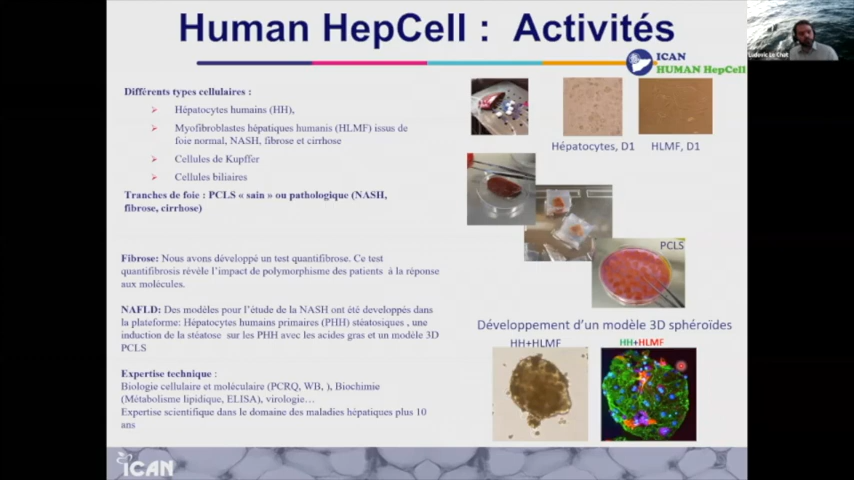 Human HepCell : Activités
ICAN
HUMAN HepCell
Ludovic Le Chat
Différents types cellulaires :
Hépatocytes humains (HH),
Myofibroblastes hépatiques humanis (HLMF) issus de
foie normal, NASH, fibrose et cirrhose
Cellules de Kupffer
Cellules biliaires
Tranches de foie : PCLS « sain » ou pathologique (NASH,
fibrose, cirrhose)
Hépatocytes, D1
HLMF, D1
PCLS
Fibrose: Nous avons développé un test quantifibrose. Ce test
quantifibrosis révèle l'impact de polymorphisme des patients à la réponse
aux molécules.
NAFLD: Des modèles pour l'étude de la NASH ont été developpés dans
la plateforme: Hépatocytes humains primaires (PHH) stéatosiques , une
induction de la stéatose sur les PHH avec les acides gras et un modèle 3D
PCLS
Expertise technique :
Biologie cellulaire et moléculaire (PCRQ, WB, ), Biochimie
(Métabolisme lipidique, ELISA), virologie…
Expertise scientifique dans le domaine des maladies hépatiques plus 10
ans
Développement d'un modèle 3D sphéroïdes
HH+HLMF
HH+HLMF
iCAN